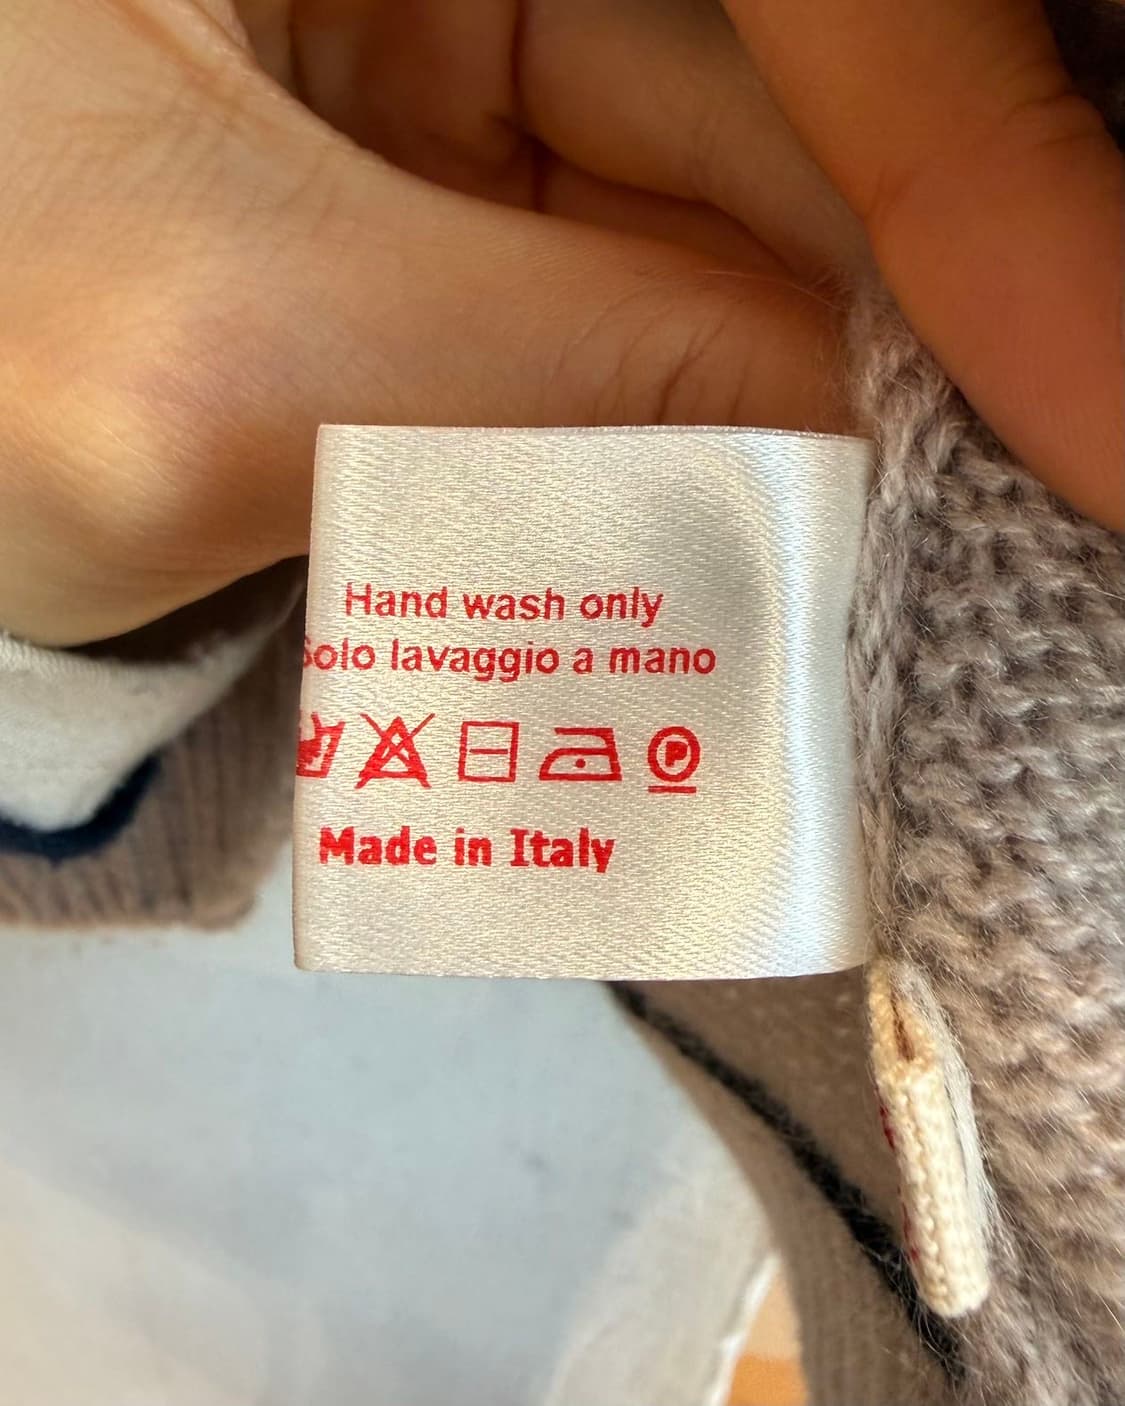 Hand wash only
Solo lavaggio a mano
P
Made in Italy